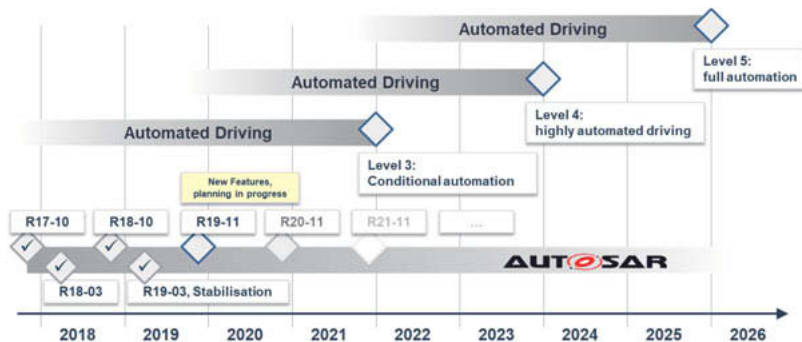 Automated Driving
Level 5:
full automation
Automated Driving
Level 4:
highly automated driving
Automated Driving
Level 3:
Conditional automation
New Features,
planning in progress
R17-10
R18-10
R19-11
R20-11
R21-11
...
AUTOSAR
R18-03
R19-03, Stabilisation
2018
2019
2020
2021
2022
2023
2024
2025
2026